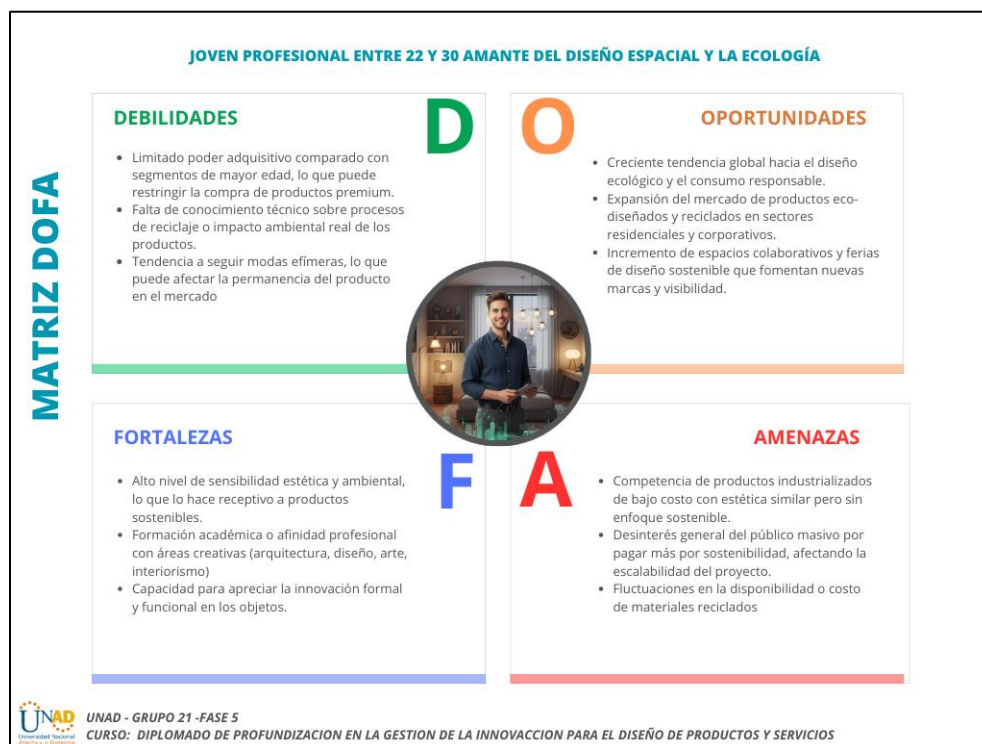 JOVEN PROFESIONAL ENTRE 22 Y 30 AMANTE DEL DISEÑO ESPACIAL Y LA ECOLOGÍA
MATRIZ DOFA
DEBILIDADES
D
• Limitado poder adquisitivo comparado con
segmentos de mayor edad, lo que puede
restringir la compra de productos premium.
• Falta de conocimiento técnico sobre procesos
de reciclaje o impacto ambiental real de los
productos.
• Tendencia a seguir modas efímeras, lo que
puede afectar la permanencia del producto
en el mercado
O
OPORTUNIDADES
• Creciente tendencia global hacia el diseño
ecológico y el consumo responsable.
• Expansión del mercado de productos eco-
diseñados y reciclados en sectores
residenciales y corporativos.
• Incremento de espacios colaborativos y ferias
de diseño sostenible que fomentan nuevas
marcas y visibilidad.
FORTALEZAS
F
• Alto nivel de sensibilidad estética y ambiental,
lo que lo hace receptivo a productos
sostenibles.
• Formación académica o afinidad profesional
con áreas creativas (arquitectura, diseño, arte,
interiorismo)
• Capacidad para apreciar la innovación formal
y funcional en los objetos.
A
AMENAZAS
• Competencia de productos industrializados
de bajo costo con estética similar pero sin
enfoque sostenible.
• Desinterés general del público masivo por
pagar más por sostenibilidad, afectando la
escalabilidad del proyecto.
• Fluctuaciones en la disponibilidad o costo
de materiales reciclados
UNAD
Universidad Nacional
Abierta y a Distancia
UNAD - GRUPO 21 -FASE 5
CURSO: DIPLOMADO DE PROFUNDIZACION EN LA GESTION DE LA INNOVACCION PARA EL DISEÑO DE PRODUCTOS Y SERVICIOS